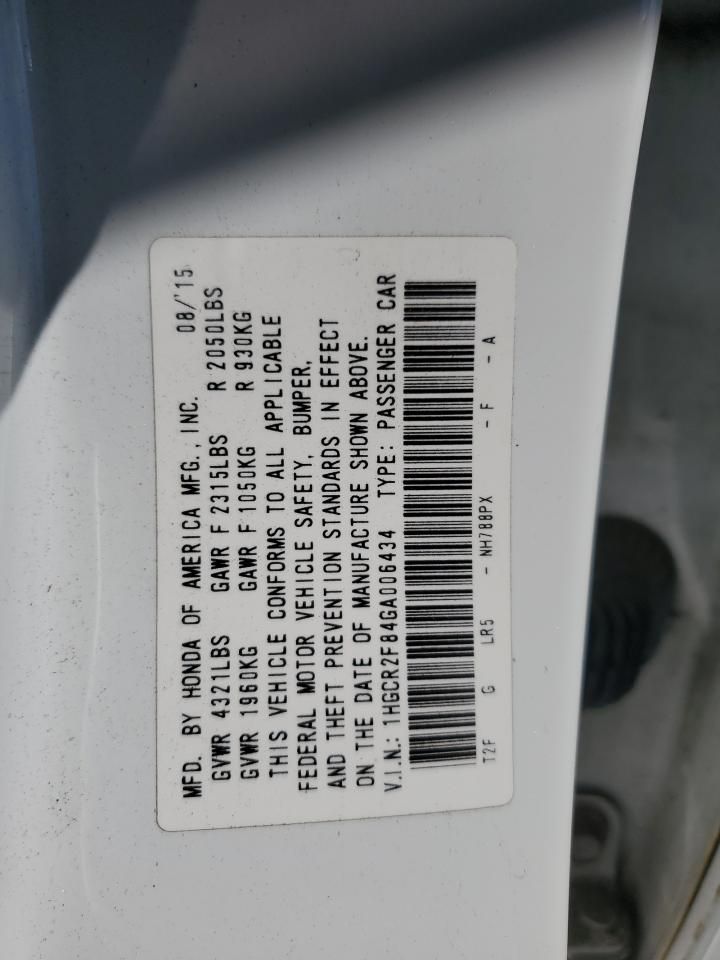 MFD. BY HONDA OF AMERICA MFG., INC. 08/'15
GVWR 4321LBS GAWR F 2315LBS R 2050LBS
GVWR 1960KG GAWR F 1050KG R 930KG
THIS VEHICLE CONFORMS TO ALL APPLICABLE
FEDERAL MOTOR VEHICLE SAFETY, BUMPER,
AND THEFT PREVENTION STANDARDS IN EFFECT
ON THE DATE OF MANUFACTURE SHOWN ABOVE.
V.I.N.: 1HGCR2F84GA006434 TYPE: PASSENGER CAR
T2F G LR5 - NH788PX - F - A